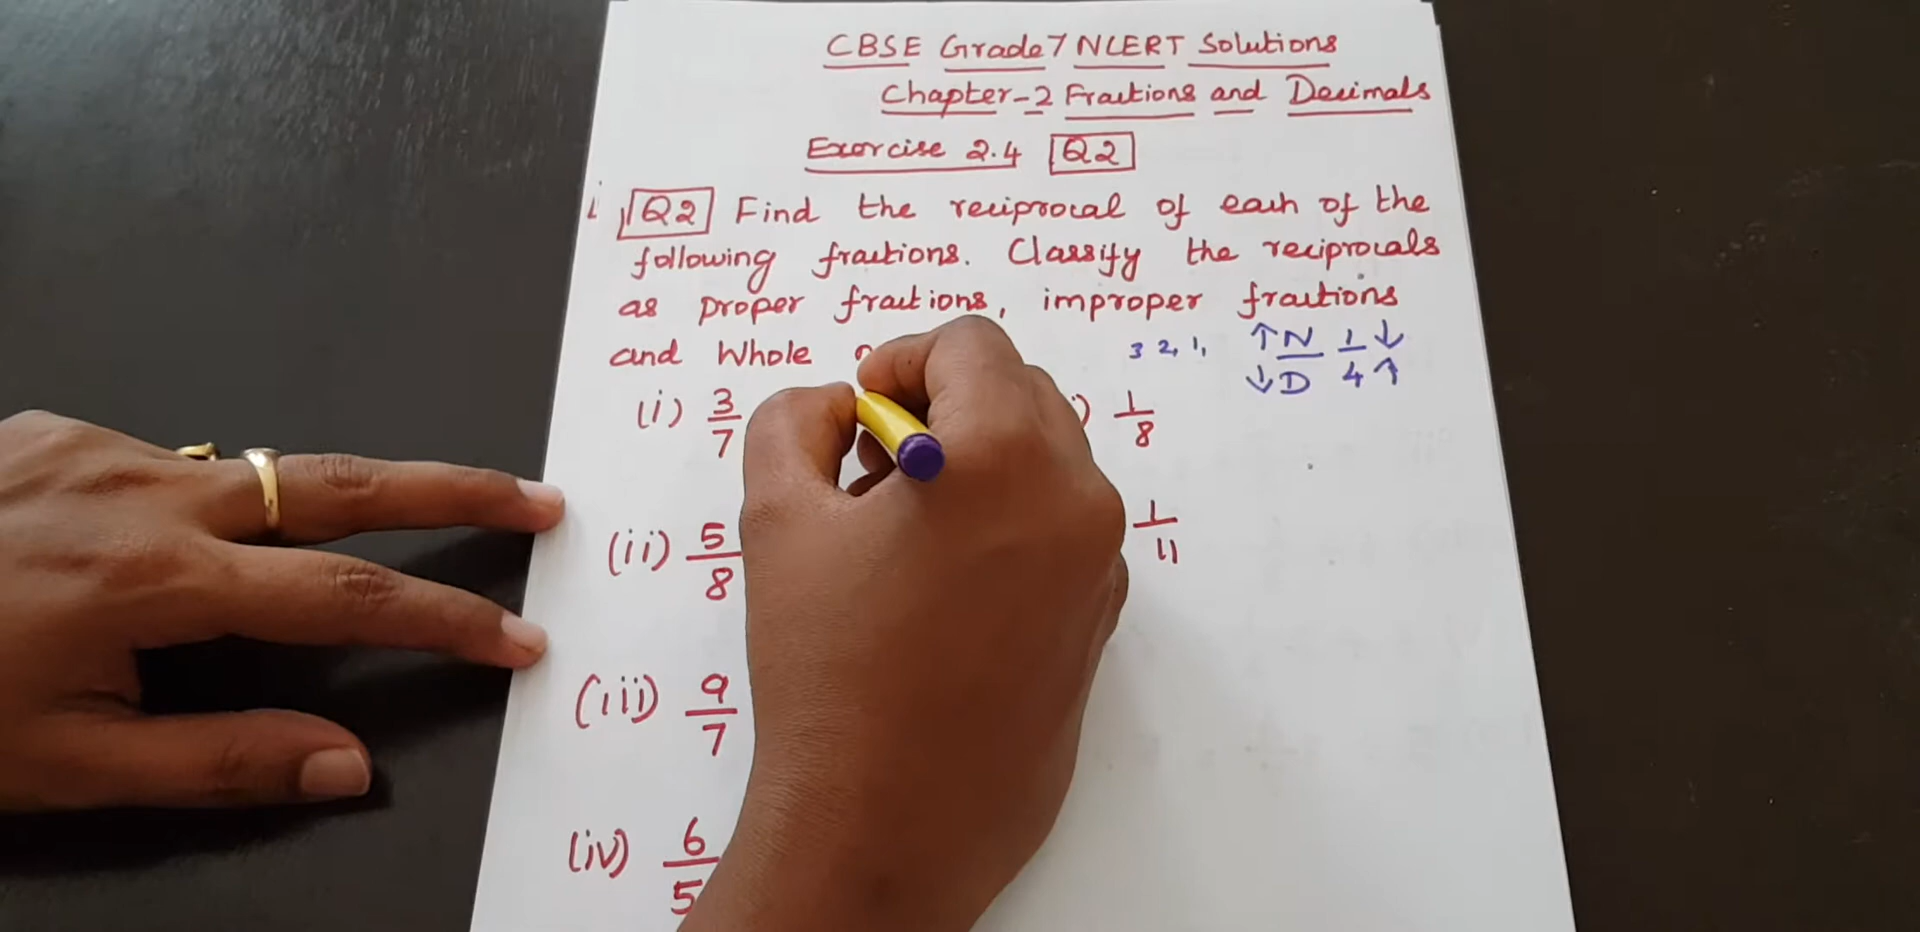 CBSE Grade 7 NCERT Solutions
Chapter-2 Fractions and Decimals
Exercise 2.4 Q2
Q2 Find the reciprocal of each of the
following fractions. Classify the reciprocals
as proper fractions, improper fractions
and Whole
3 2, 1, ↑N/↓D 1↓/4↑
(i) 3/7 ) 1/8
(ii) 5/8 1/11
(iii) 9/7
(iv) 6/5